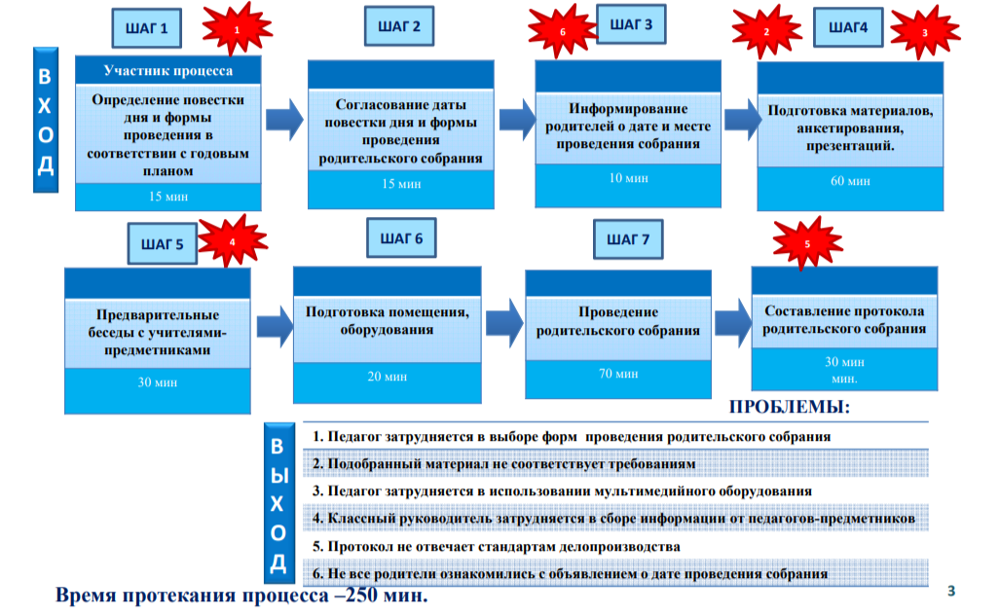 ШАГ 1
1
ШАГ 2
6
ШАГ 3
2
ШАГ4
3
ВХОД
Участник процесса
Определение повестки
дня и формы
проведения в
соответствии с годовым
планом
15 мин
Согласование даты
повестки дня и формы
проведения
родительского собрания
15 мин
Информирование
родителей о дате и месте
проведения собрания
10 мин
Подготовка материалов,
анкетирования,
презентаций.
60 мин
ШАГ 5
4
ШАГ 6
ШАГ 7
5
Предварительные
беседы с учителями-
предметниками
30 мин
Подготовка помещения,
оборудования
20 мин
Проведение
родительского собрания
70 мин
Составление протокола
родительского собрания
30 мин
мин.
ПРОБЛЕМЫ:
ВЫХОД
1. Педагог затрудняется в выборе форм  проведения родительского собрания
2. Подобранный материал не соответствует требованиям
3. Педагог затрудняется в использовании мультимедийного оборудования
4. Классный руководитель затрудняется в сборе информации от педагогов-предметников
5. Протокол не отвечает стандартам делопроизводства
6. Не все родители ознакомились с объявлением о дате проведения собрания
Время протекания процесса –250 мин.
3